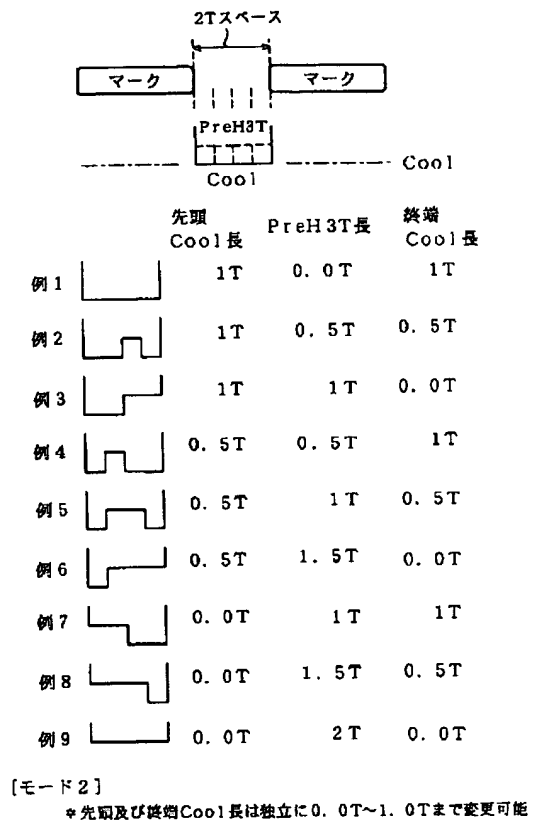 2Tスペース
マーク マーク
PreH3T
Cool
Cool
先頭 Cool長 PreH3T長 終端 Cool長
例1 1T 0.0T 1T
例2 1T 0.5T 0.5T
例3 1T 1T 0.0T
例4 0.5T 0.5T 1T
例5 0.5T 1T 0.5T
例6 0.5T 1.5T 0.0T
例7 0.0T 1T 1T
例8 0.0T 1.5T 0.5T
例9 0.0T 2T 0.0T
[モード2]
*先頭及び終端Cool長は独立に0.0T~1.0Tまで変更可能